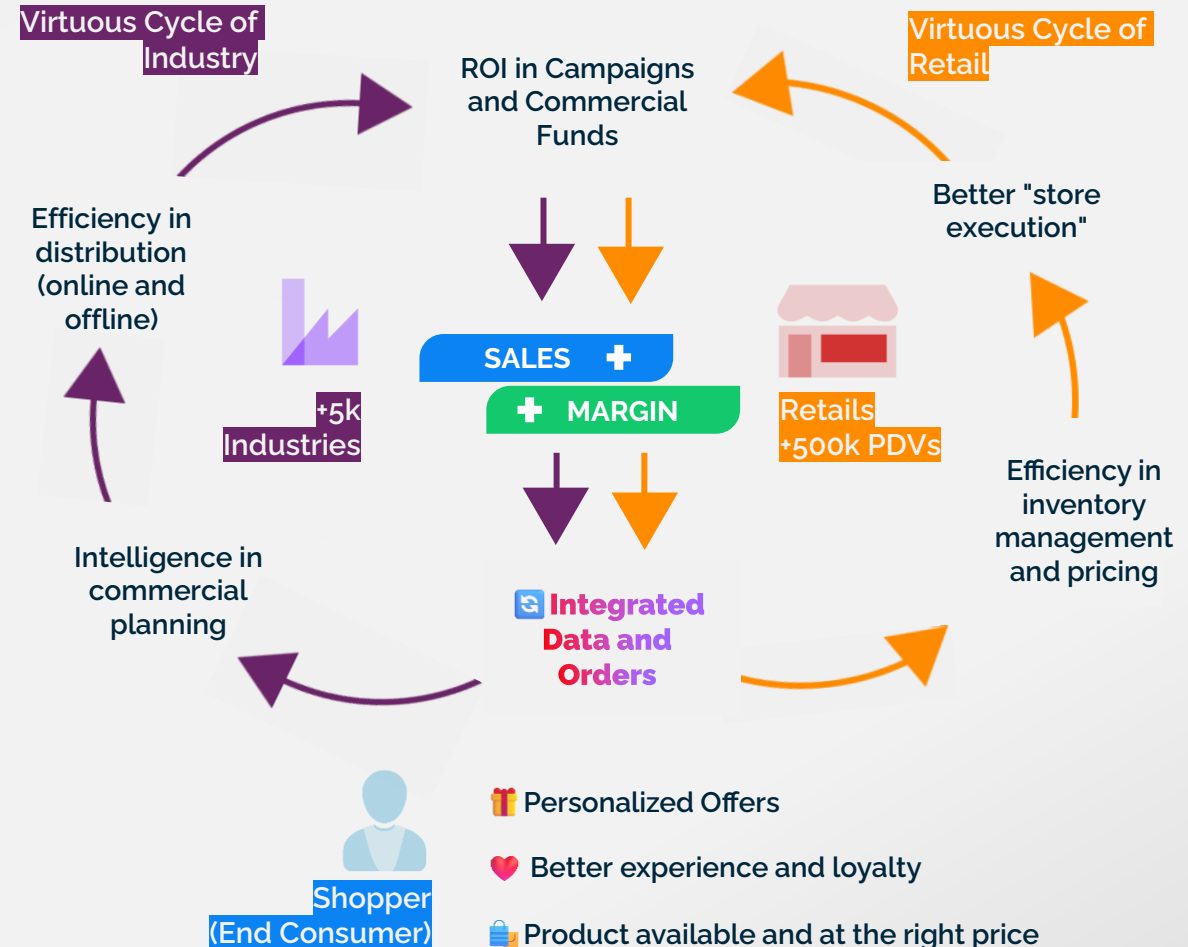 Virtuous Cycle of
Industry
Virtuous Cycle of
Retail
ROI in Campaigns
and Commercial
Funds
Efficiency in
distribution
(online and
offline)
Better "store
execution"
SALES
MARGIN
+5k
Industries
Retails
+500k PDVs
Efficiency in
inventory
management
and pricing
Intelligence in
commercial
planning
Integrated
Data and
Orders
Shopper
(End Consumer)
Personalized Offers
Better experience and loyalty
Product available and at the right price